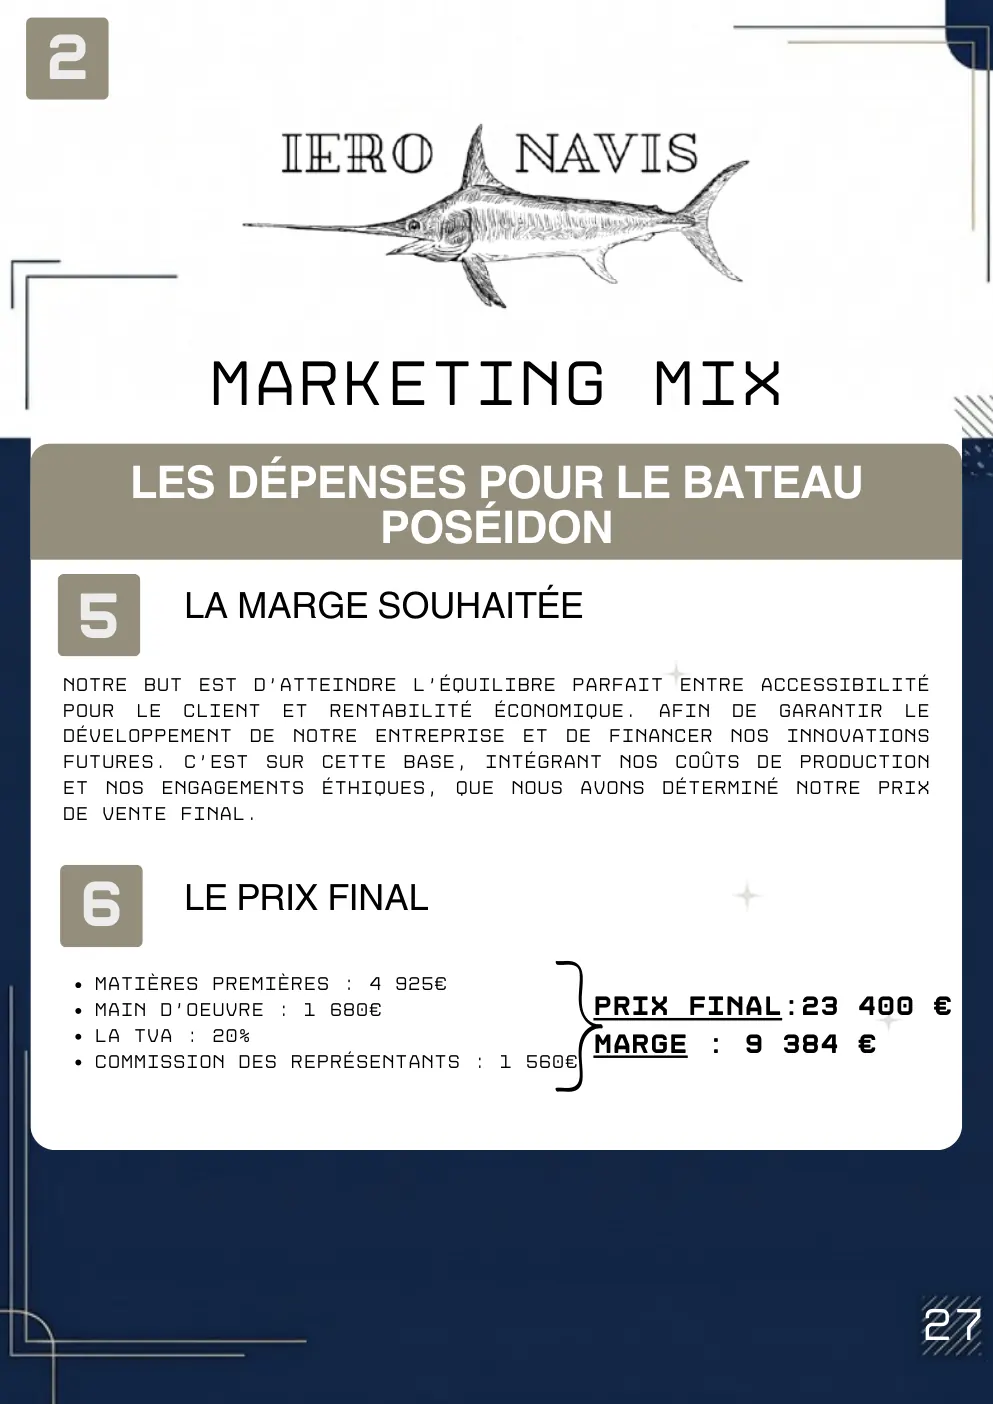 2
IERO NAVIS
MARKETING MIX
LES DÉPENSES POUR LE BATEAU
POSÉIDON
5
LA MARGE SOUHAITÉE
NOTRE BUT EST D'ATTEINDRE L'ÉQUILIBRE PARFAIT ENTRE ACCESSIBILITÉ
POUR LE CLIENT ET RENTABILITÉ ÉCONOMIQUE. AFIN DE GARANTIR LE
DÉVELOPPEMENT DE NOTRE ENTREPRISE ET DE FINANCER NOS INNOVATIONS
FUTURES. C'EST SUR CETTE BASE, INTÉGRANT NOS COÛTS DE PRODUCTION
ET NOS ENGAGEMENTS ÉTHIQUES, QUE NOUS AVONS DÉTERMINÉ NOTRE PRIX
DE VENTE FINAL.
6
LE PRIX FINAL
• MATIÈRES PREMIÈRES : 4 925€
• MAIN D'OEUVRE : 1 680€
• LA TVA : 20%
• COMMISSION DES REPRÉSENTANTS : 1 560€
PRIX FINAL:23 400 €
MARGE : 9 384 €
27